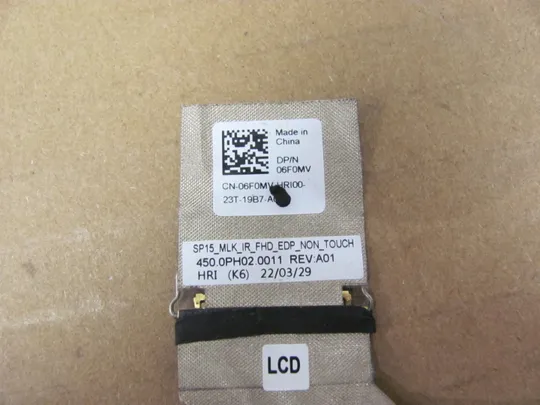 Made in
China
DP/N
06F0MV
CN-06F0MV-HRI00-
23T-19B7-A
SP15_MLK_IR_FHD_EDP_NON_TOUCH
450.0PH02.0011 REV:A01
HRI (K6) 22/03/29
LCD